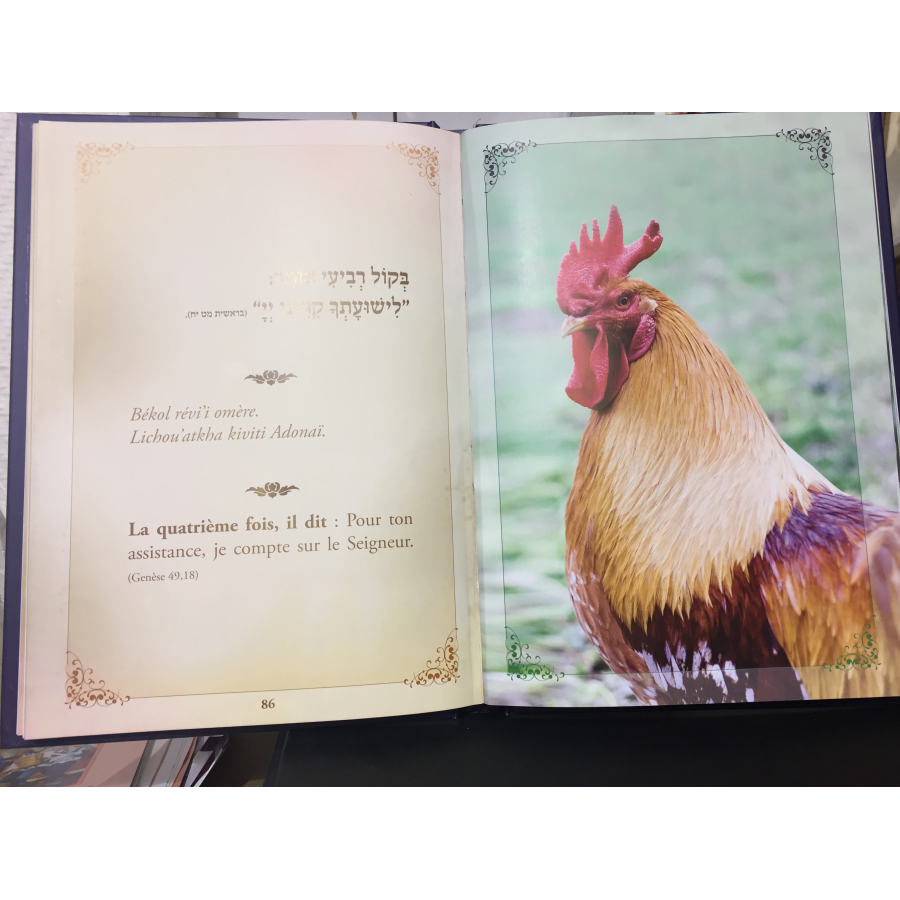 בְּקוֹל רְבִיעִי אוֹמֵר:
”לִישׁוּעָתְךָ קִוִּיתִי יְיָ“ (בראשית מט יח).
Békol révi’i omère.
Lichou’atkha kiviti Adonaï.
La quatrième fois, il dit : Pour ton
assistance, je compte sur le Seigneur.
(Genèse 49,18)
86